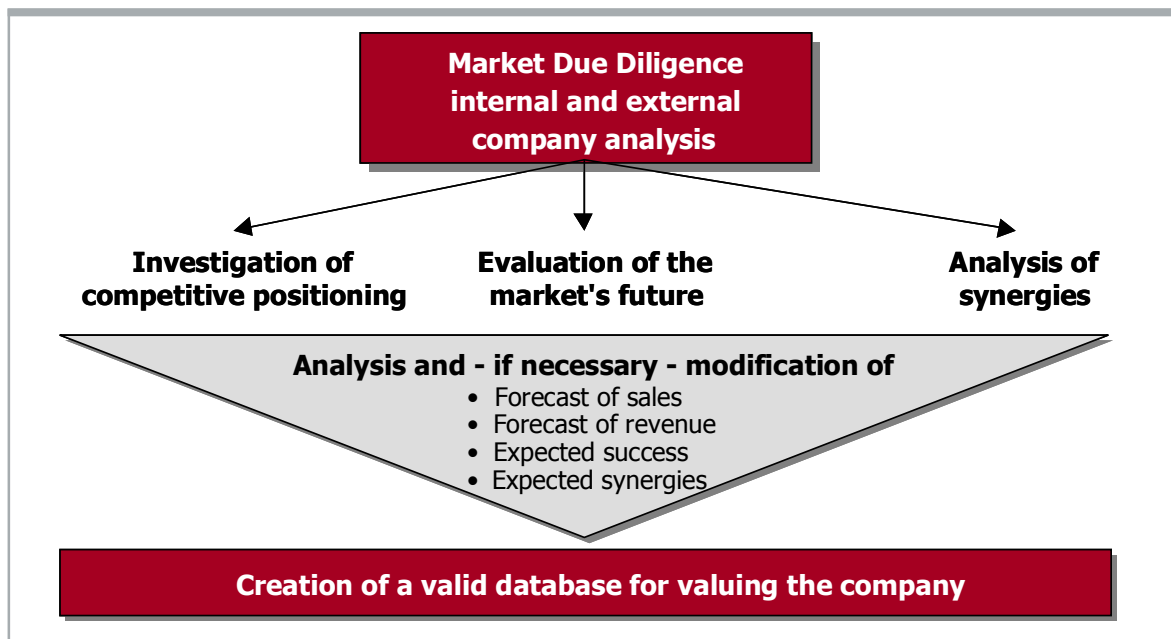 Market Due Diligence
internal and external
company analysis
Investigation of
competitive positioning
Evaluation of the
market's future
Analysis of
synergies
Analysis and - if necessary - modification of
• Forecast of sales
• Forecast of revenue
• Expected success
• Expected synergies
Creation of a valid database for valuing the company